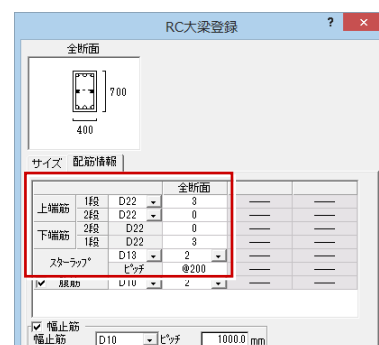 RC大梁登録 ? ×
全断面
700
400
サイズ 配筋情報
全断面
上端筋 1段 D22 3 ── ──
2段 D22 0 ── ──
下端筋 2段 D22 0 ── ──
1段 D22 3 ── ──
スターラップ D13 2 ── ──
ピッチ @200 ── ──
腹筋 D10 2 ── ──
幅止筋
幅止筋 D10 ピッチ 1000.0 mm